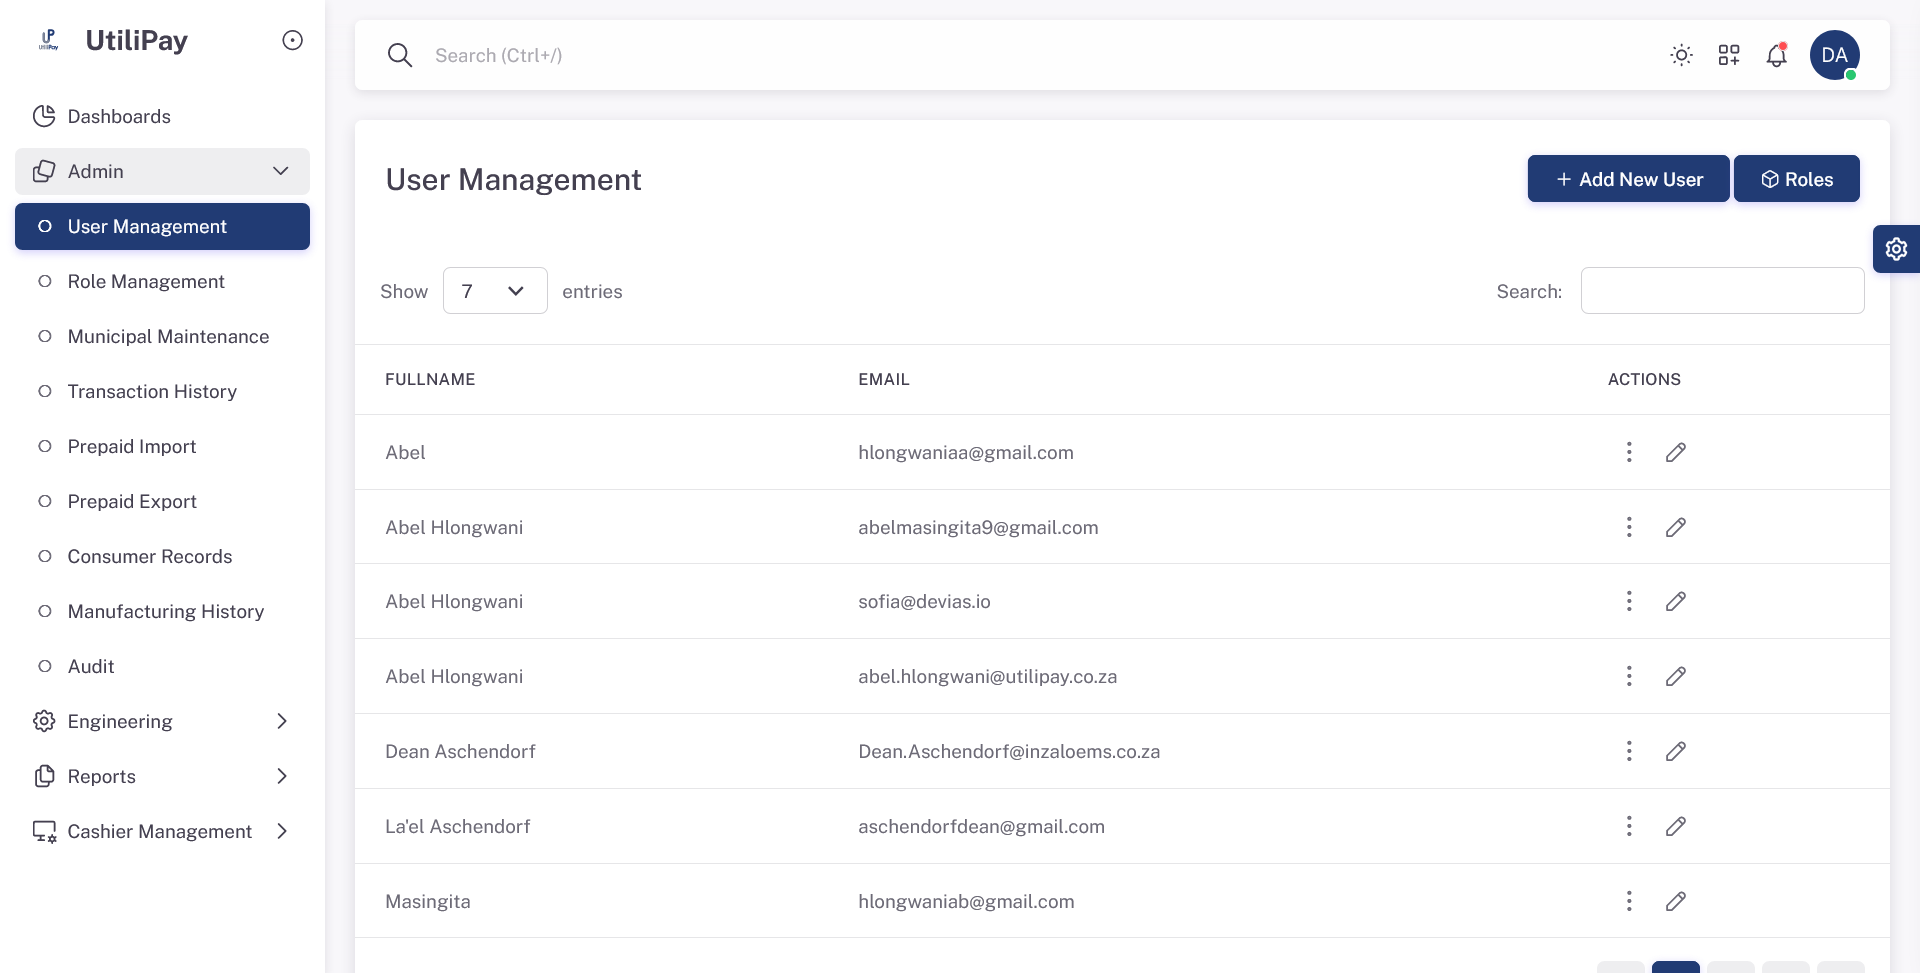 UP
UtiliPay
UtiliPay
Search (Ctrl+/)
DA
Dashboards
Admin
User Management
Role Management
Municipal Maintenance
Transaction History
Prepaid Import
Prepaid Export
Consumer Records
Manufacturing History
Audit
Engineering
Reports
Cashier Management
User Management
Add New User
Roles
Show 7 entries
Search:
FULLNAME EMAIL ACTIONS
Abel hlongwaniaa@gmail.com
Abel Hlongwani abelmasingita9@gmail.com
Abel Hlongwani sofia@devias.io
Abel Hlongwani abel.hlongwani@utilipay.co.za
Dean Aschendorf Dean.Aschendorf@inzaloems.co.za
La'el Aschendorf aschendorfdean@gmail.com
Masingita hlongwaniab@gmail.com